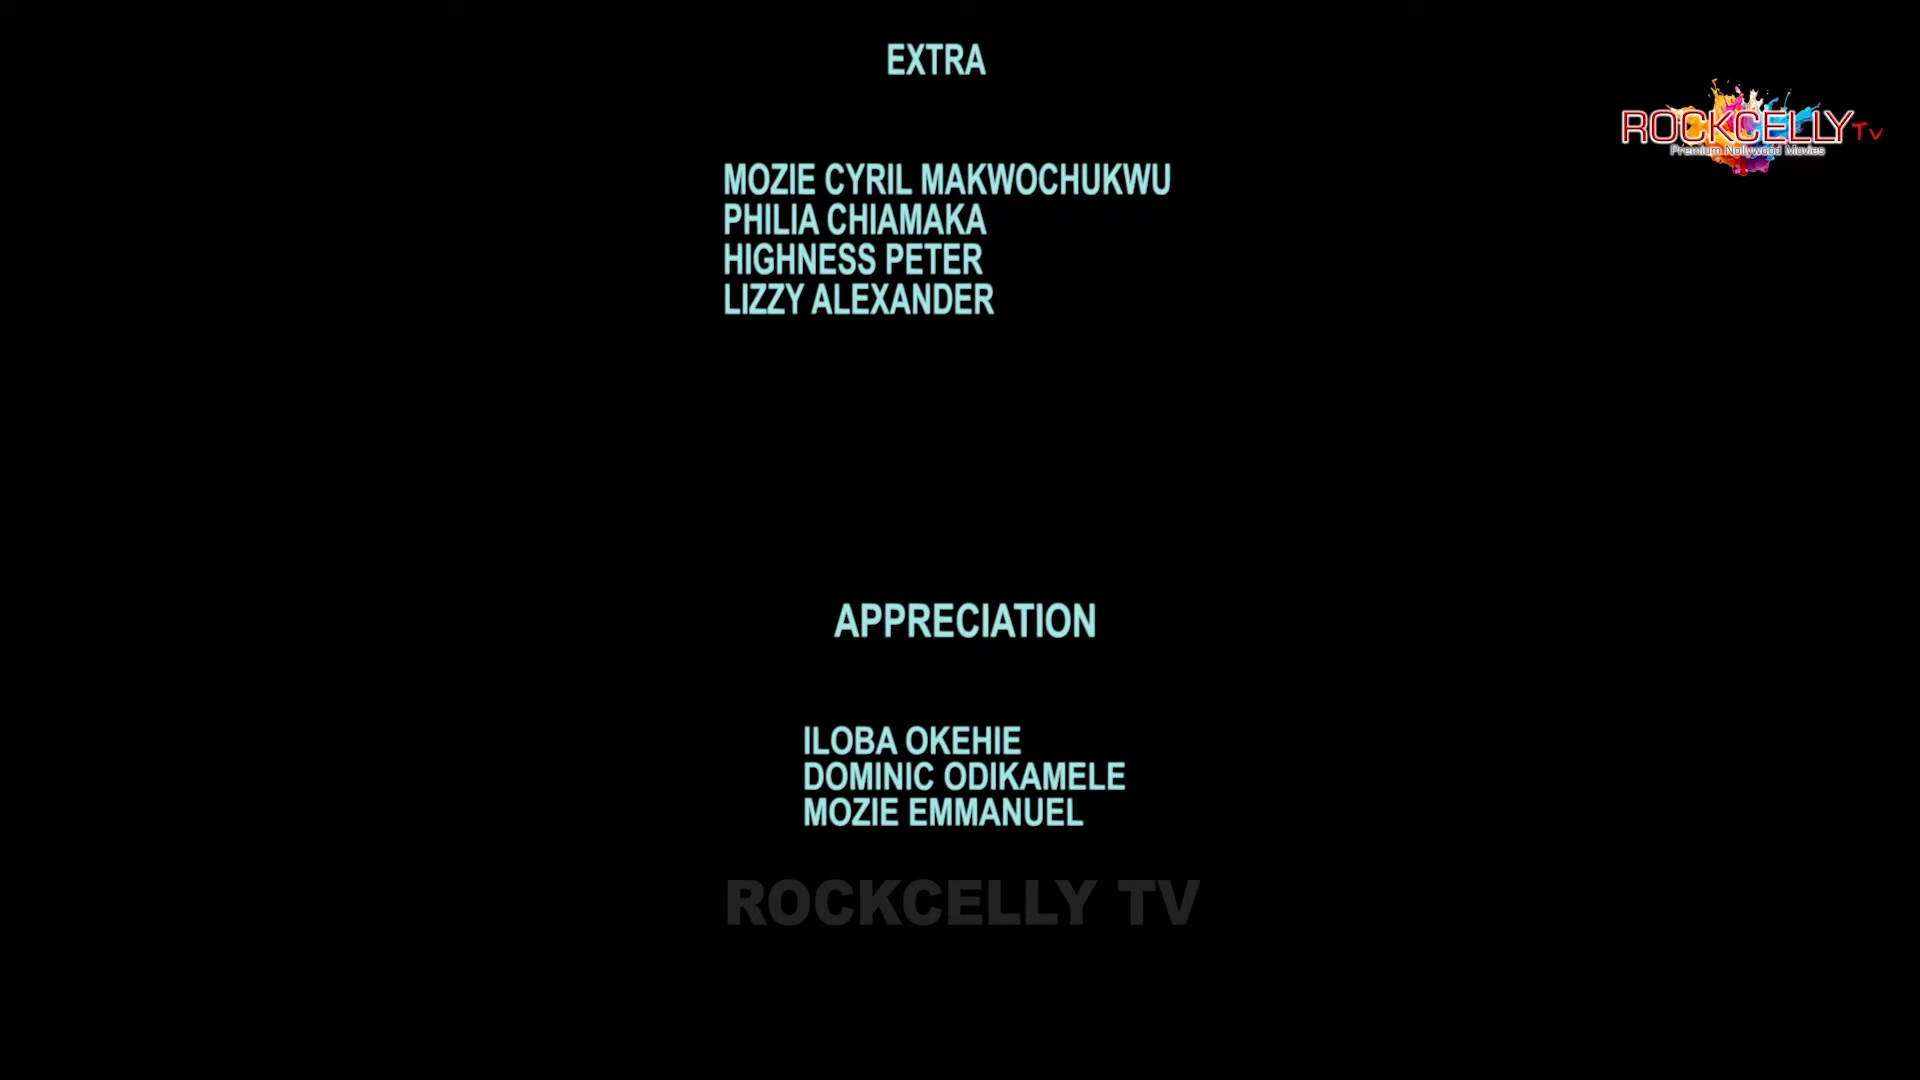 EXTRA
ROCKCELLY TV
Premium Nollywood Movies
MOZIE CYRIL MAKWOCHUKWU
PHILIA CHIAMAKA
HIGHNESS PETER
LIZZY ALEXANDER
APPRECIATION
ILOBA OKEHIE
DOMINIC ODIKAMELE
MOZIE EMMANUEL
ROCKCELLY TV